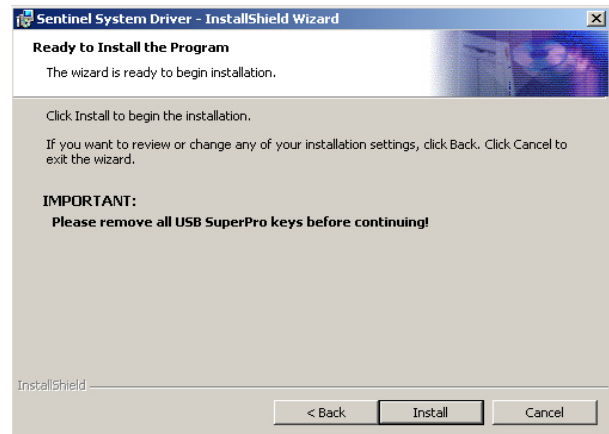 Sentinel System Driver - InstallShield Wizard
Ready to Install the Program
The wizard is ready to begin installation.
Click Install to begin the installation.
If you want to review or change any of your installation settings, click Back. Click Cancel to
exit the wizard.
IMPORTANT:
Please remove all USB SuperPro keys before continuing!
InstallShield
< Back
Install
Cancel